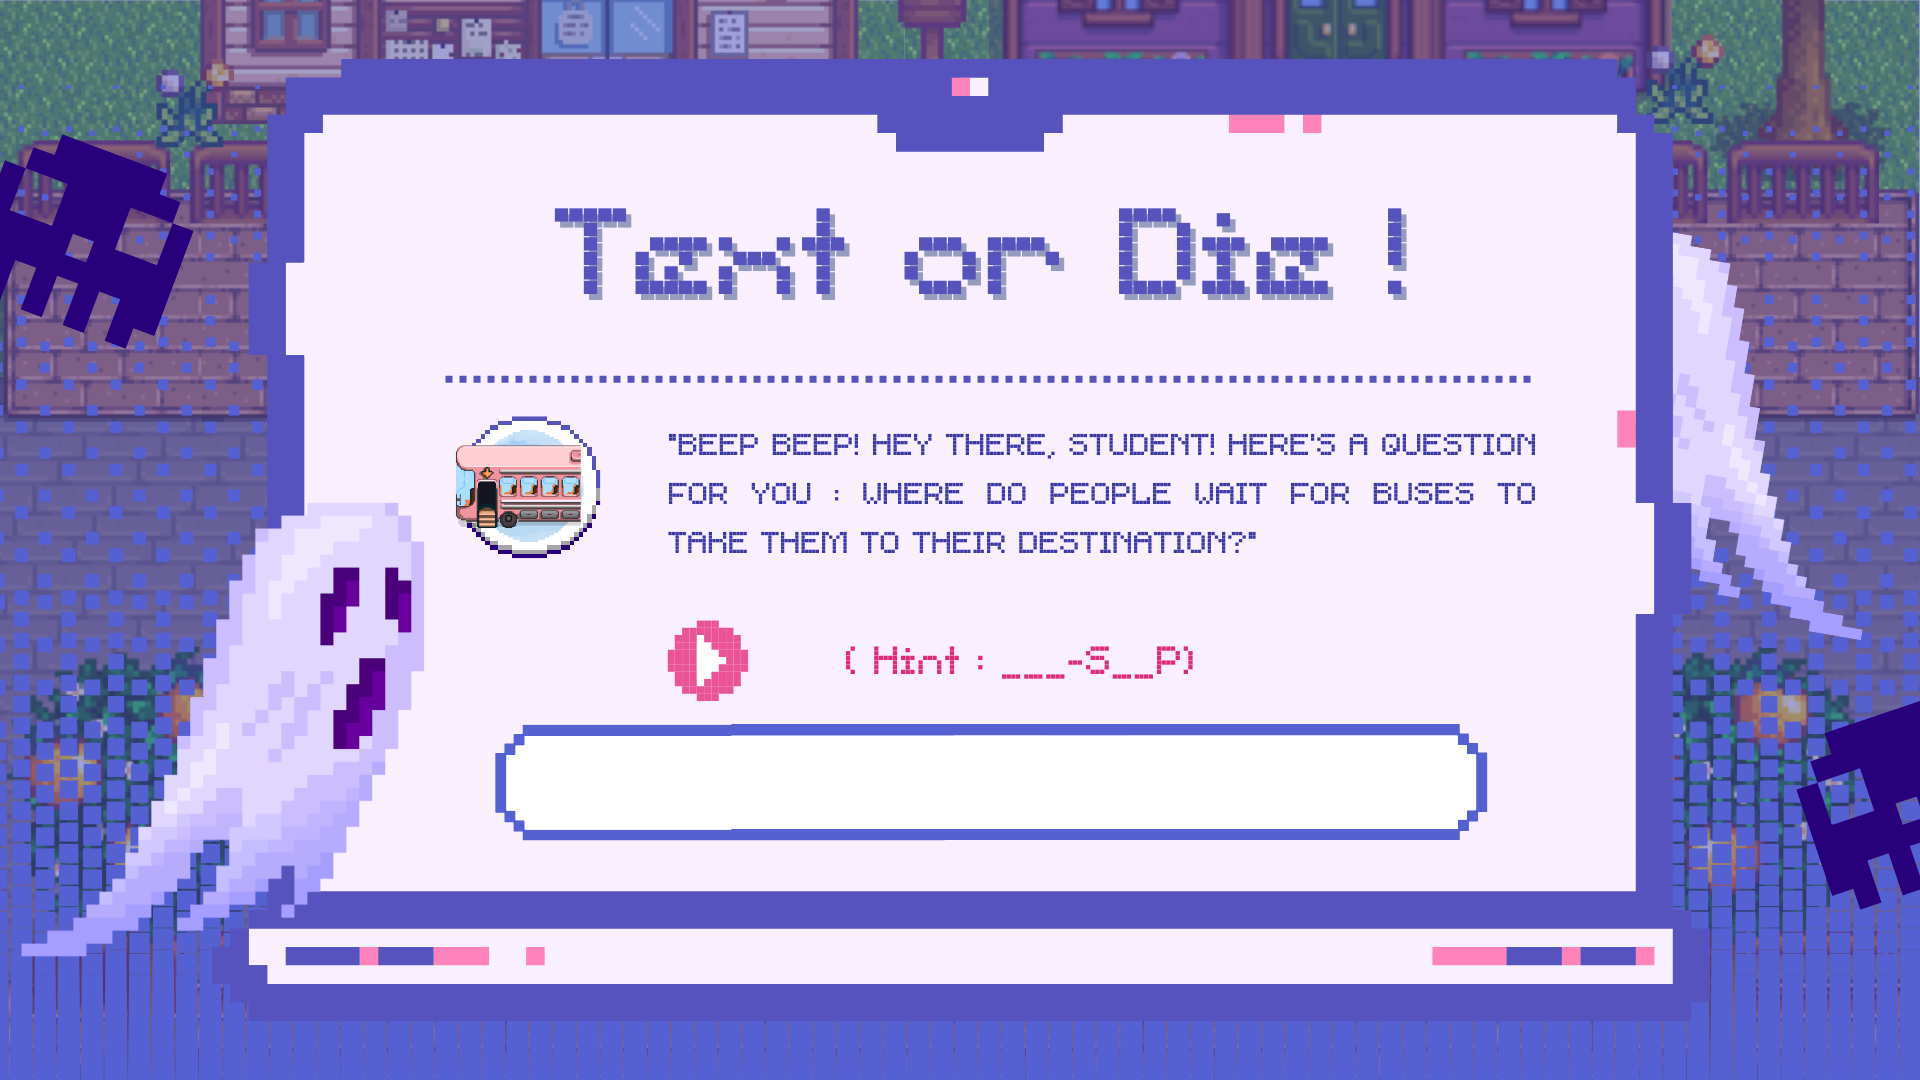 Text or Die !
"BEEP BEEP! HEY THERE, STUDENT! HERE'S A QUESTION
FOR YOU : WHERE DO PEOPLE WAIT FOR BUSES TO
TAKE THEM TO THEIR DESTINATION?"
( Hint : ___-S__P)